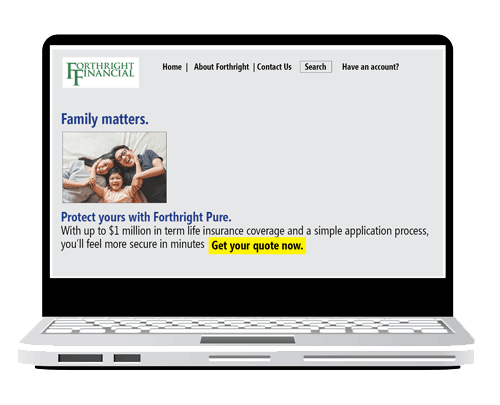 FORTHRIGHT
FINANCIAL
Home | About Forthright | Contact Us Search Have an account?
Family matters.
Protect yours with Forthright Pure.
With up to $1 million in term life insurance coverage and a simple application process,
you'll feel more secure in minutes Get your quote now.